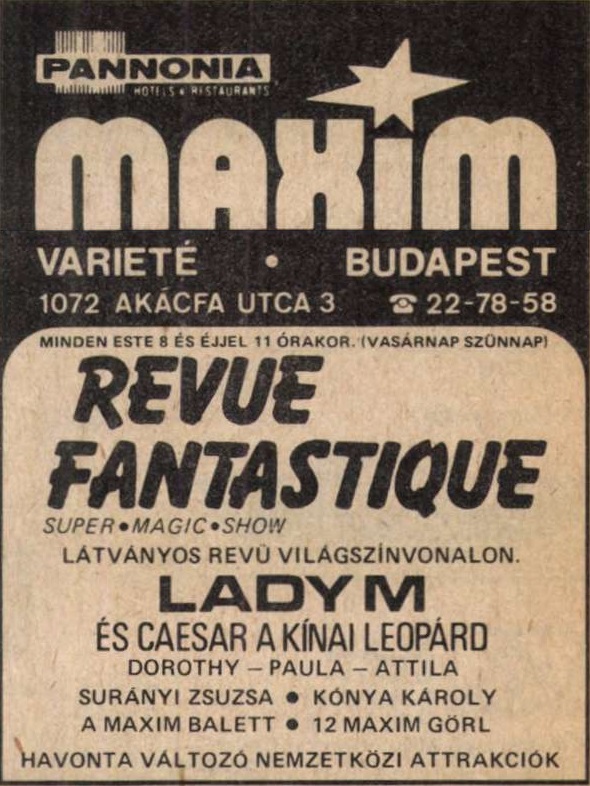 PANNONIA
HOTELS • RESTAURANTS
MAXiM
VARIETÉ • BUDAPEST
1072 AKÁCFA UTCA 3 ☎ 22-78-58
MINDEN ESTE 8 ÉS ÉJJEL 11 ÓRAKOR. (VASÁRNAP SZÜNNAP)
REVUE
FANTASTIQUE
SUPER • MAGIC • SHOW
LÁTVÁNYOS REVÜ VILÁGSZÍNVONALON.
LADY M
ÉS CAESAR A KÍNAI LEOPÁRD
DOROTHY – PAULA – ATTILA
SURÁNYI ZSUZSA • KÓNYA KÁROLY
A MAXIM BALETT • 12 MAXIM GÖRL
HAVONTA VÁLTOZÓ NEMZETKÖZI ATTRAKCIÓK